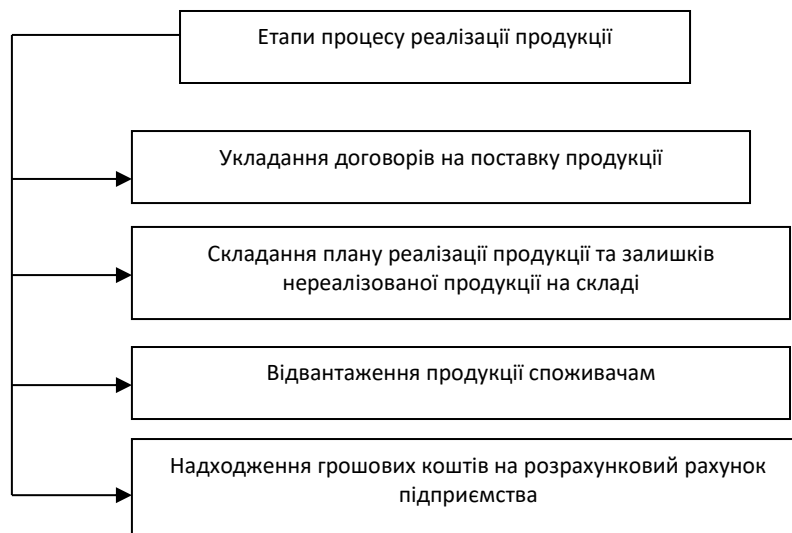 Етапи процесу реалізації продукції
Укладання договорів на поставку продукції
Складання плану реалізації продукції та залишків
нереалізованої продукції на складі
Відвантаження продукції споживачам
Надходження грошових коштів на розрахунковий рахунок
підприємства